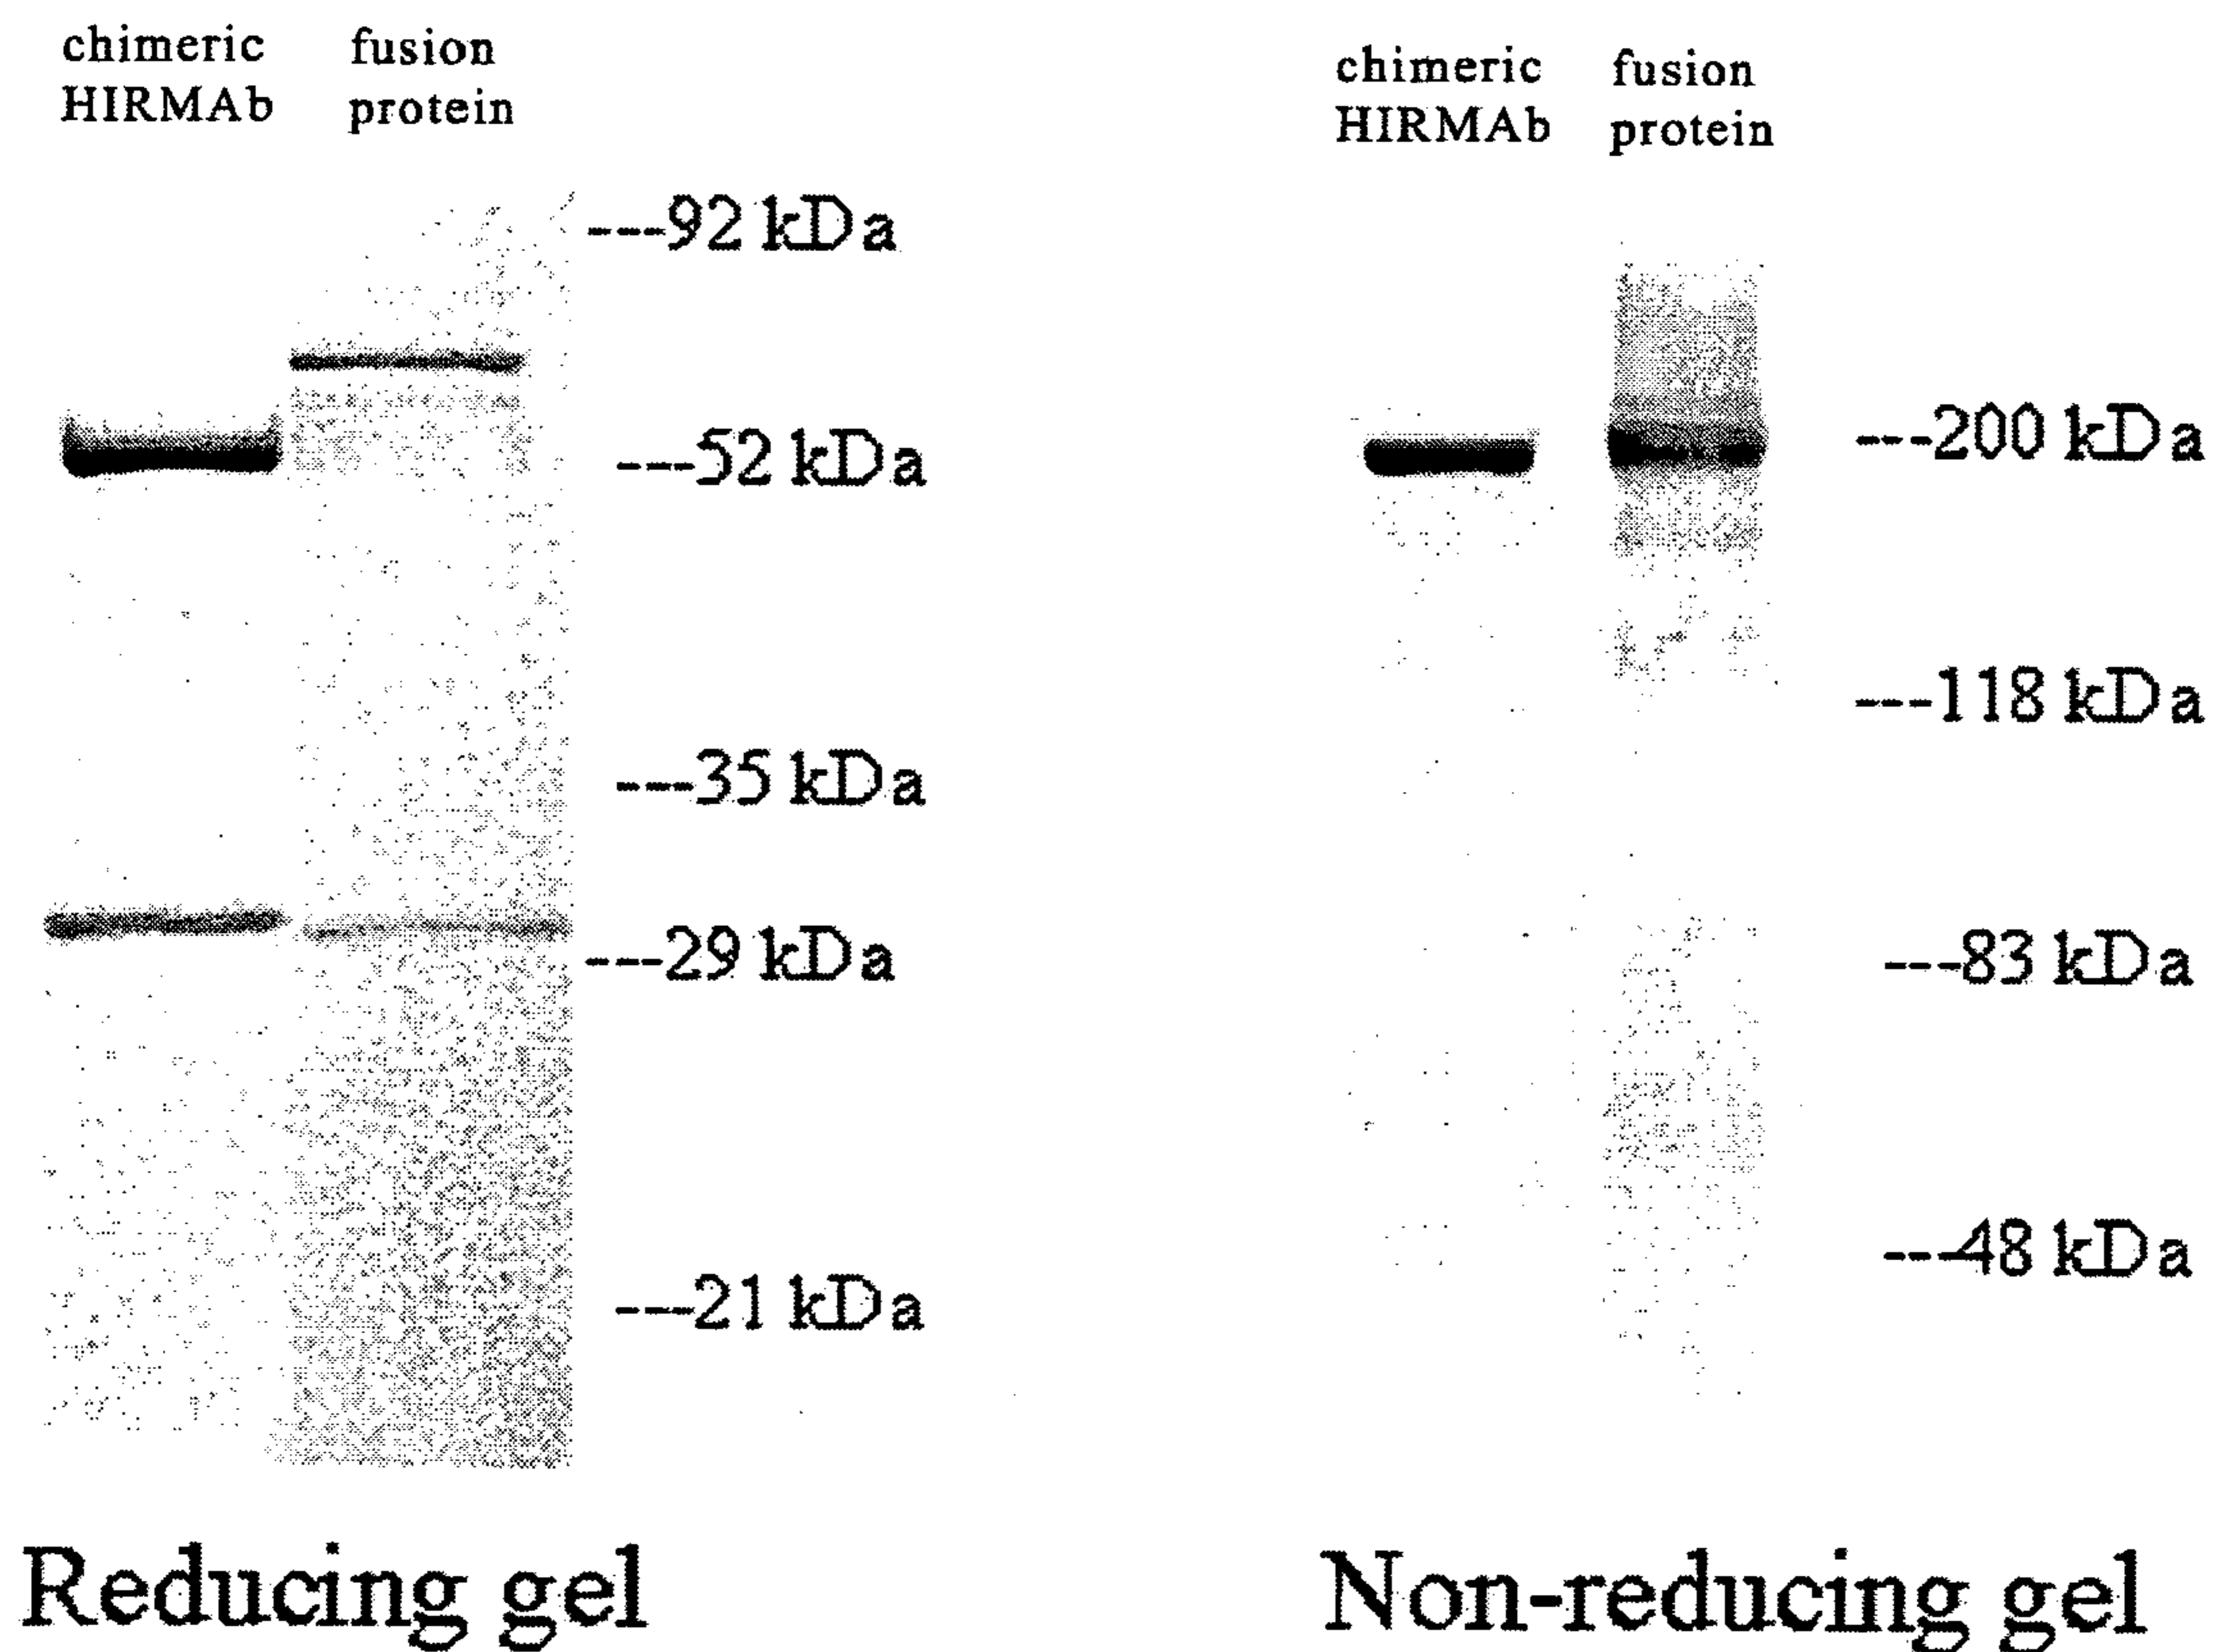 chimeric
HIRMAb
fusion
protein
---92 kDa
---52 kDa
---35 kDa
---29 kDa
---21 kDa
Reducing gel
chimeric
HIRMAb
fusion
protein
---200 kDa
---118 kDa
---83 kDa
---48 kDa
Non-reducing gel